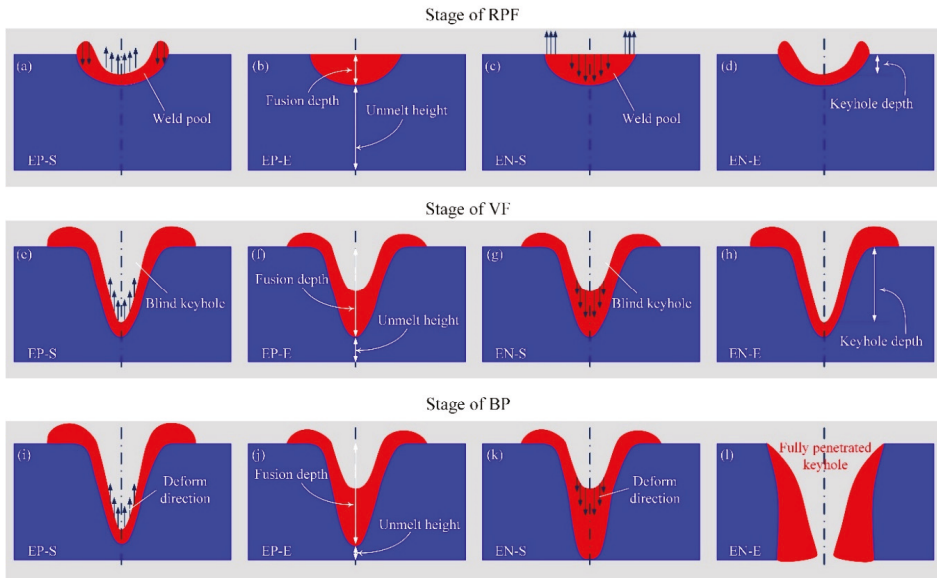 Stage of RPF
(a)
Weld pool
EP-S
(b)
Fusion depth
Unmelt height
EP-E
(c)
Weld pool
EN-S
(d)
Keyhole depth
EN-E
Stage of VF
(e)
Blind keyhole
EP-S
(f)
Fusion depth
Unmelt height
EP-E
(g)
Blind keyhole
EN-S
(h)
Keyhole depth
EN-E
Stage of BP
(i)
Deform
direction
EP-S
(j)
Fusion depth
Unmelt height
EP-E
(k)
Deform
direction
EN-S
(l)
Fully penetrated
keyhole
EN-E